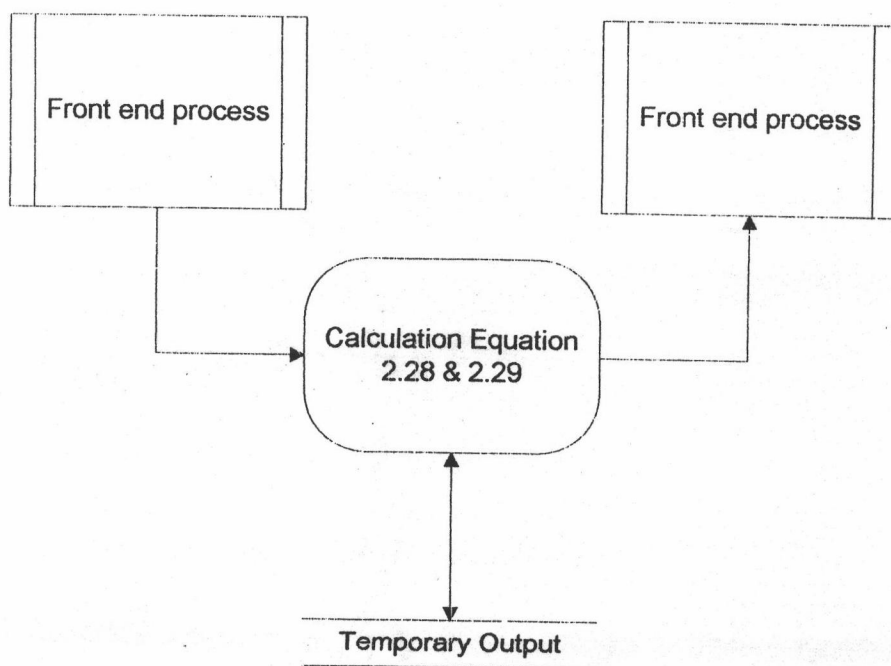 Front end process
Front end process
Calculation Equation
2.28 & 2.29
Temporary Output